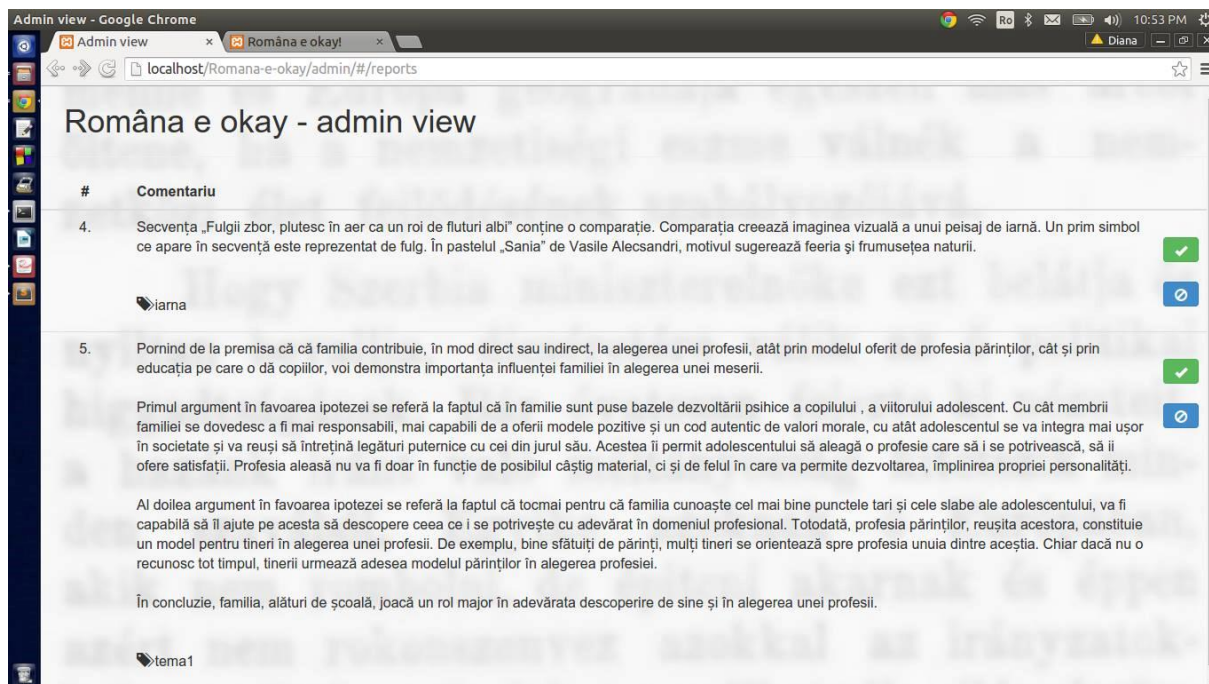 Admin view - Google Chrome
Ro
10:53 PM
Admin view
Româna e okay!
Diana
localhost/Romana-e-okay/admin/#/reports
Româna e okay - admin view
# Comentariu
4. Secvența „Fulgii zbor, plutesc în aer ca un roi de fluturi albi” conține o comparație. Comparația creează imaginea vizuală a unui peisaj de iarnă. Un prim simbol
ce apare în secvență este reprezentat de fulg. În pastelul „Sania” de Vasile Alecsandri, motivul sugerează feeria şi frumusețea naturii.
iarna
5. Pornind de la premisa că că familia contribuie, în mod direct sau indirect, la alegerea unei profesii, atât prin modelul oferit de profesia părinților, cât și prin
educația pe care o dă copiilor, voi demonstra importanța influenței familiei în alegerea unei meserii.
Primul argument în favoarea ipotezei se referă la faptul că în familie sunt puse bazele dezvoltării psihice a copilului , a viitorului adolescent. Cu cât membrii
familiei se dovedesc a fi mai responsabili, mai capabili de a oferii modele pozitive și un cod autentic de valori morale, cu atât adolescentul se va integra mai ușor
în societate și va reuși să întrețină legături puternice cu cei din jurul său. Acestea îi permit adolescentului să aleagă o profesie care să i se potrivească, să ii
ofere satisfații. Profesia aleasă nu va fi doar în funcție de posibilul câștig material, ci și de felul în care va permite dezvoltarea, împlinirea propriei personalități.
Al doilea argument în favoarea ipotezei se referă la faptul că tocmai pentru că familia cunoaște cel mai bine punctele tari și cele slabe ale adolescentului, va fi
capabilă să îl ajute pe acesta să descopere ceea ce i se potrivește cu adevărat în domeniul profesional. Totodată, profesia părinților, reușita acestora, constituie
un model pentru tineri în alegerea unei profesii. De exemplu, bine sfătuiți de părinți, mulți tineri se orientează spre profesia unuia dintre aceștia. Chiar dacă nu o
recunosc tot timpul, tinerii urmează adesea modelul părinților în alegerea profesiei.
În concluzie, familia, alături de școală, joacă un rol major în adevărata descoperire de sine și în alegerea unei profesii.
tema1